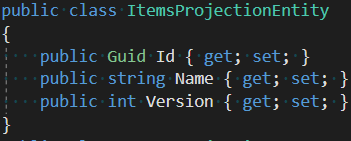 public class ItemsProjectionEntity
{
    public Guid Id { get; set; }
    public string Name { get; set; }
    public int Version { get; set; }
}